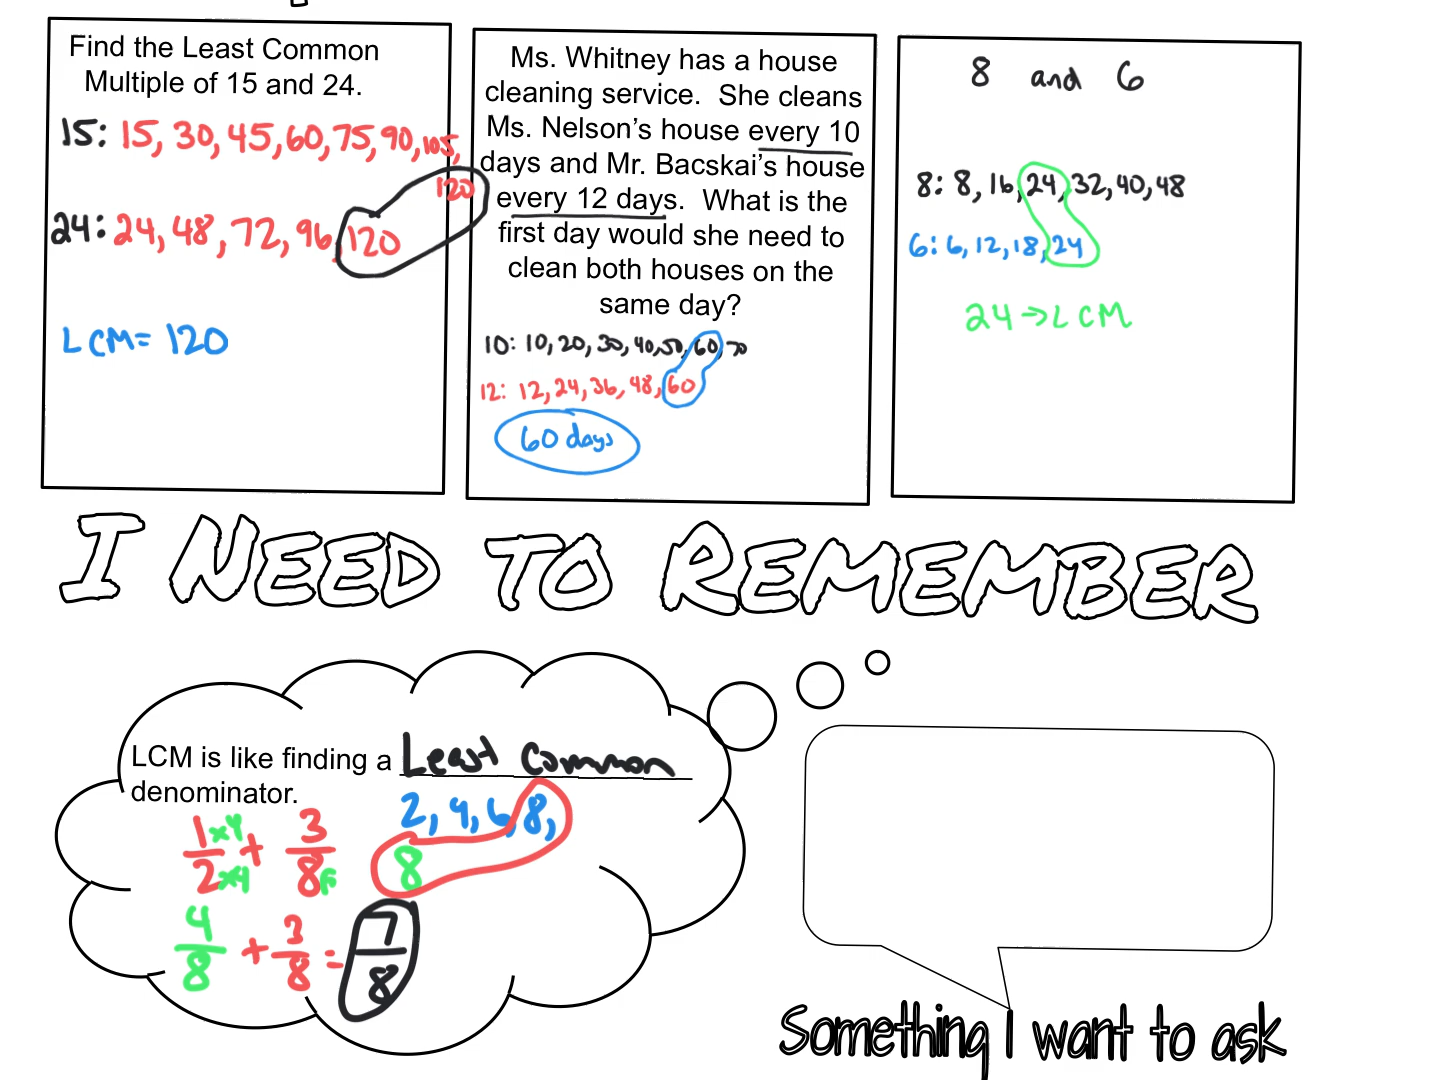 Find the Least Common
Multiple of 15 and 24.
15: 15, 30, 45, 60, 75, 90, 105,
120
24: 24, 48, 72, 96, 120
LCM= 120
Ms. Whitney has a house
cleaning service. She cleans
Ms. Nelson's house every 10
days and Mr. Bacskai's house
every 12 days. What is the
first day would she need to
clean both houses on the
same day?
10: 10, 20, 30, 40, 50, 60, 70
12: 12, 24, 36, 48, 60
60 days
8 and 6
8: 8, 16, 24, 32, 40, 48
6: 6, 12, 18, 24
24 → LCM
I NEED TO REMEMBER
LCM is like finding a Least Common
denominator.
2, 4, 6, 8,
8
1/2 ×4/×4 + 3/8
4/8 + 3/8 = 7/8
Something I want to ask